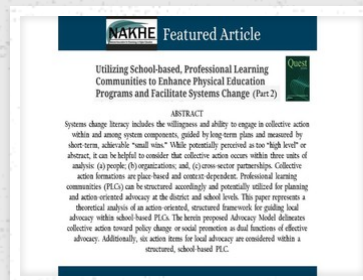 NAKHE Featured Article
Utilizing School-based, Professional Learning
Communities to Enhance Physical Education
Programs and Facilitate Systems Change (Part 2)
Quest
ABSTRACT
Systems change literacy includes the willingness and ability to engage in collective action
within and among system components, guided by long-term plans and measured by
short-term, achievable "small wins." While potentially perceived as too "high level" or
abstract, it can be helpful to consider that collective action occurs within three units of
analysis: (a) people; (b) organizations; and, (c) cross-sector partnerships. Collective
action formations are place-based and context-dependent. Professional learning
communities (PLCs) can be structured accordingly and potentially utilized for planning
and action-oriented advocacy at the district and school levels. This paper represents a
theoretical analysis of an action-oriented, structured framework for guiding local
advocacy within school-based PLCs. The herein proposed Advocacy Model delineates
collective action toward policy change or social promotion as dual functions of effective
advocacy. Additionally, six action items for local advocacy are considered within a
structured, school-based PLC.